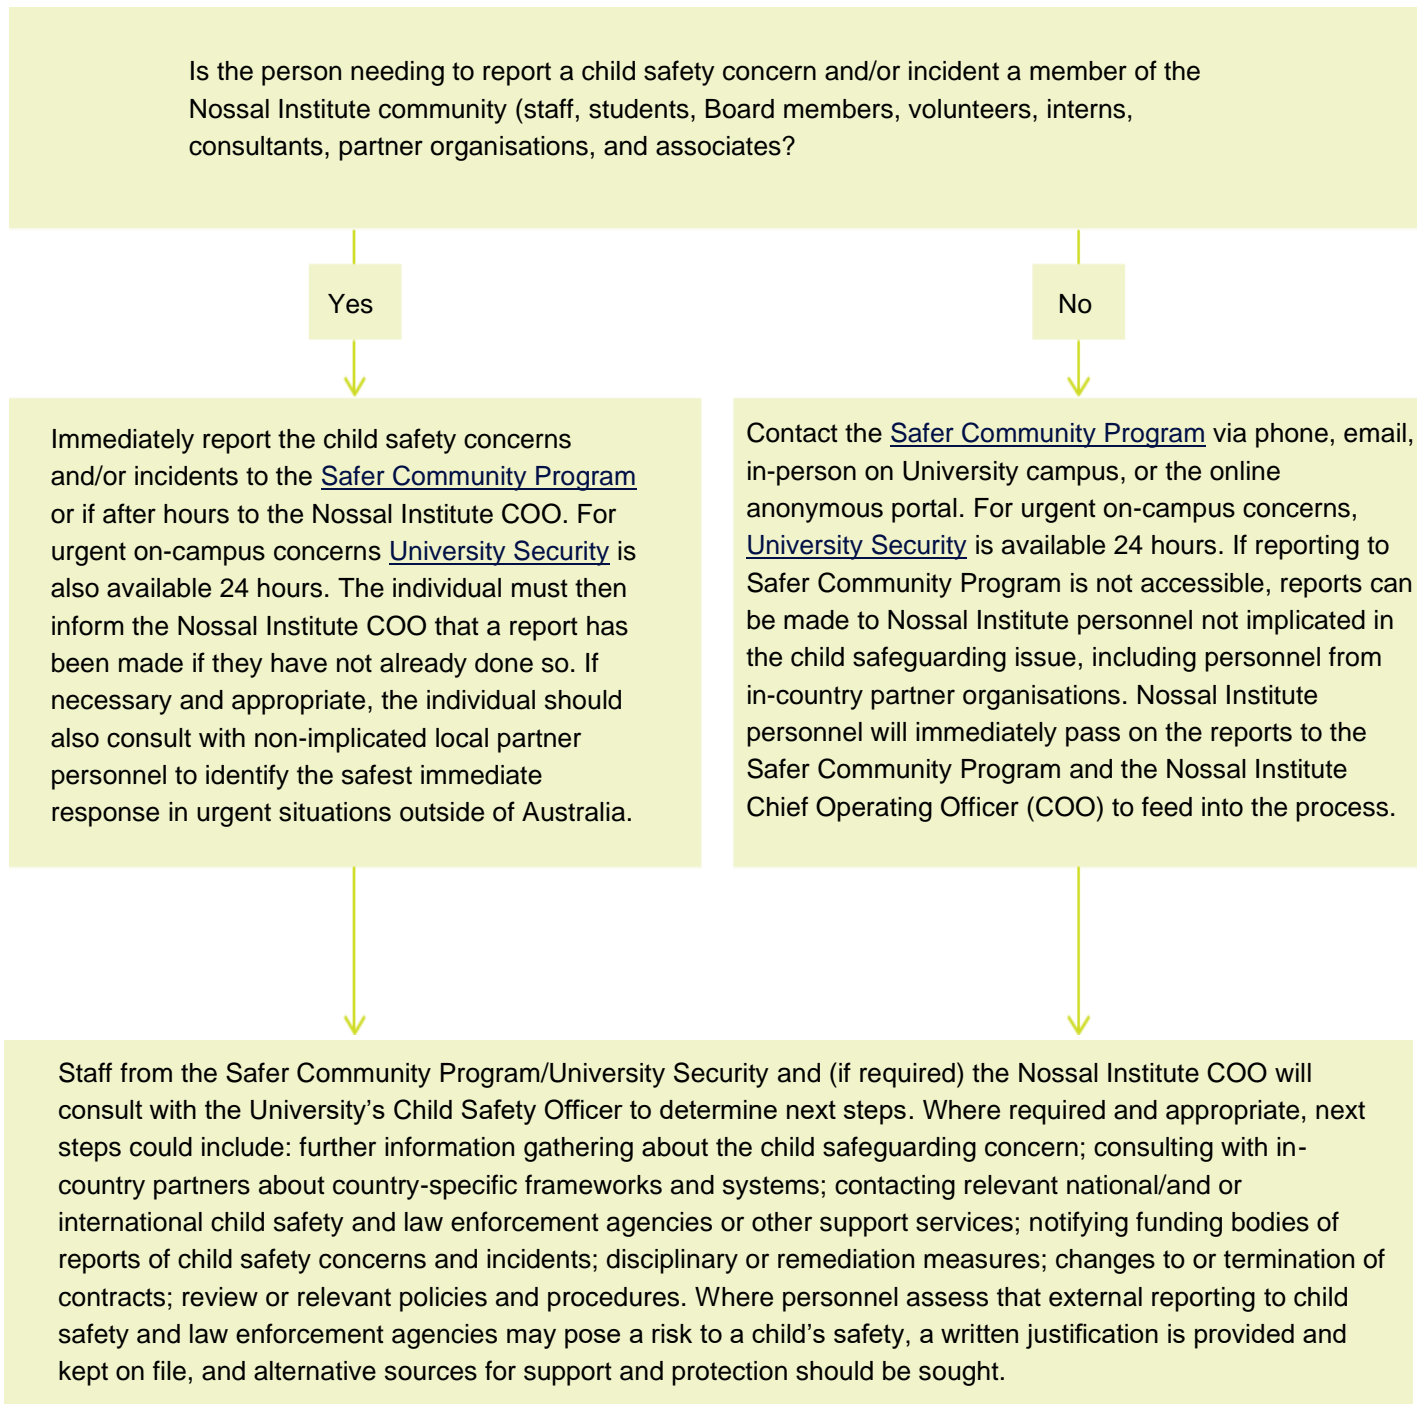 Is the person needing to report a child safety concern and/or incident a member of the
Nossal Institute community (staff, students, Board members, volunteers, interns,
consultants, partner organisations, and associates?
Yes
No
Immediately report the child safety concerns
and/or incidents to the Safer Community Program
or if after hours to the Nossal Institute COO. For
urgent on-campus concerns University Security is
also available 24 hours. The individual must then
inform the Nossal Institute COO that a report has
been made if they have not already done so. If
necessary and appropriate, the individual should
also consult with non-implicated local partner
personnel to identify the safest immediate
response in urgent situations outside of Australia.
Contact the Safer Community Program via phone, email,
in-person on University campus, or the online
anonymous portal. For urgent on-campus concerns,
University Security is available 24 hours. If reporting to
Safer Community Program is not accessible, reports can
be made to Nossal Institute personnel not implicated in
the child safeguarding issue, including personnel from
in-country partner organisations. Nossal Institute
personnel will immediately pass on the reports to the
Safer Community Program and the Nossal Institute
Chief Operating Officer (COO) to feed into the process.
Staff from the Safer Community Program/University Security and (if required) the Nossal Institute COO will
consult with the University’s Child Safety Officer to determine next steps. Where required and appropriate, next
steps could include: further information gathering about the child safeguarding concern; consulting with in-
country partners about country-specific frameworks and systems; contacting relevant national/and or
international child safety and law enforcement agencies or other support services; notifying funding bodies of
reports of child safety concerns and incidents; disciplinary or remediation measures; changes to or termination of
contracts; review or relevant policies and procedures. Where personnel assess that external reporting to child
safety and law enforcement agencies may pose a risk to a child’s safety, a written justification is provided and
kept on file, and alternative sources for support and protection should be sought.